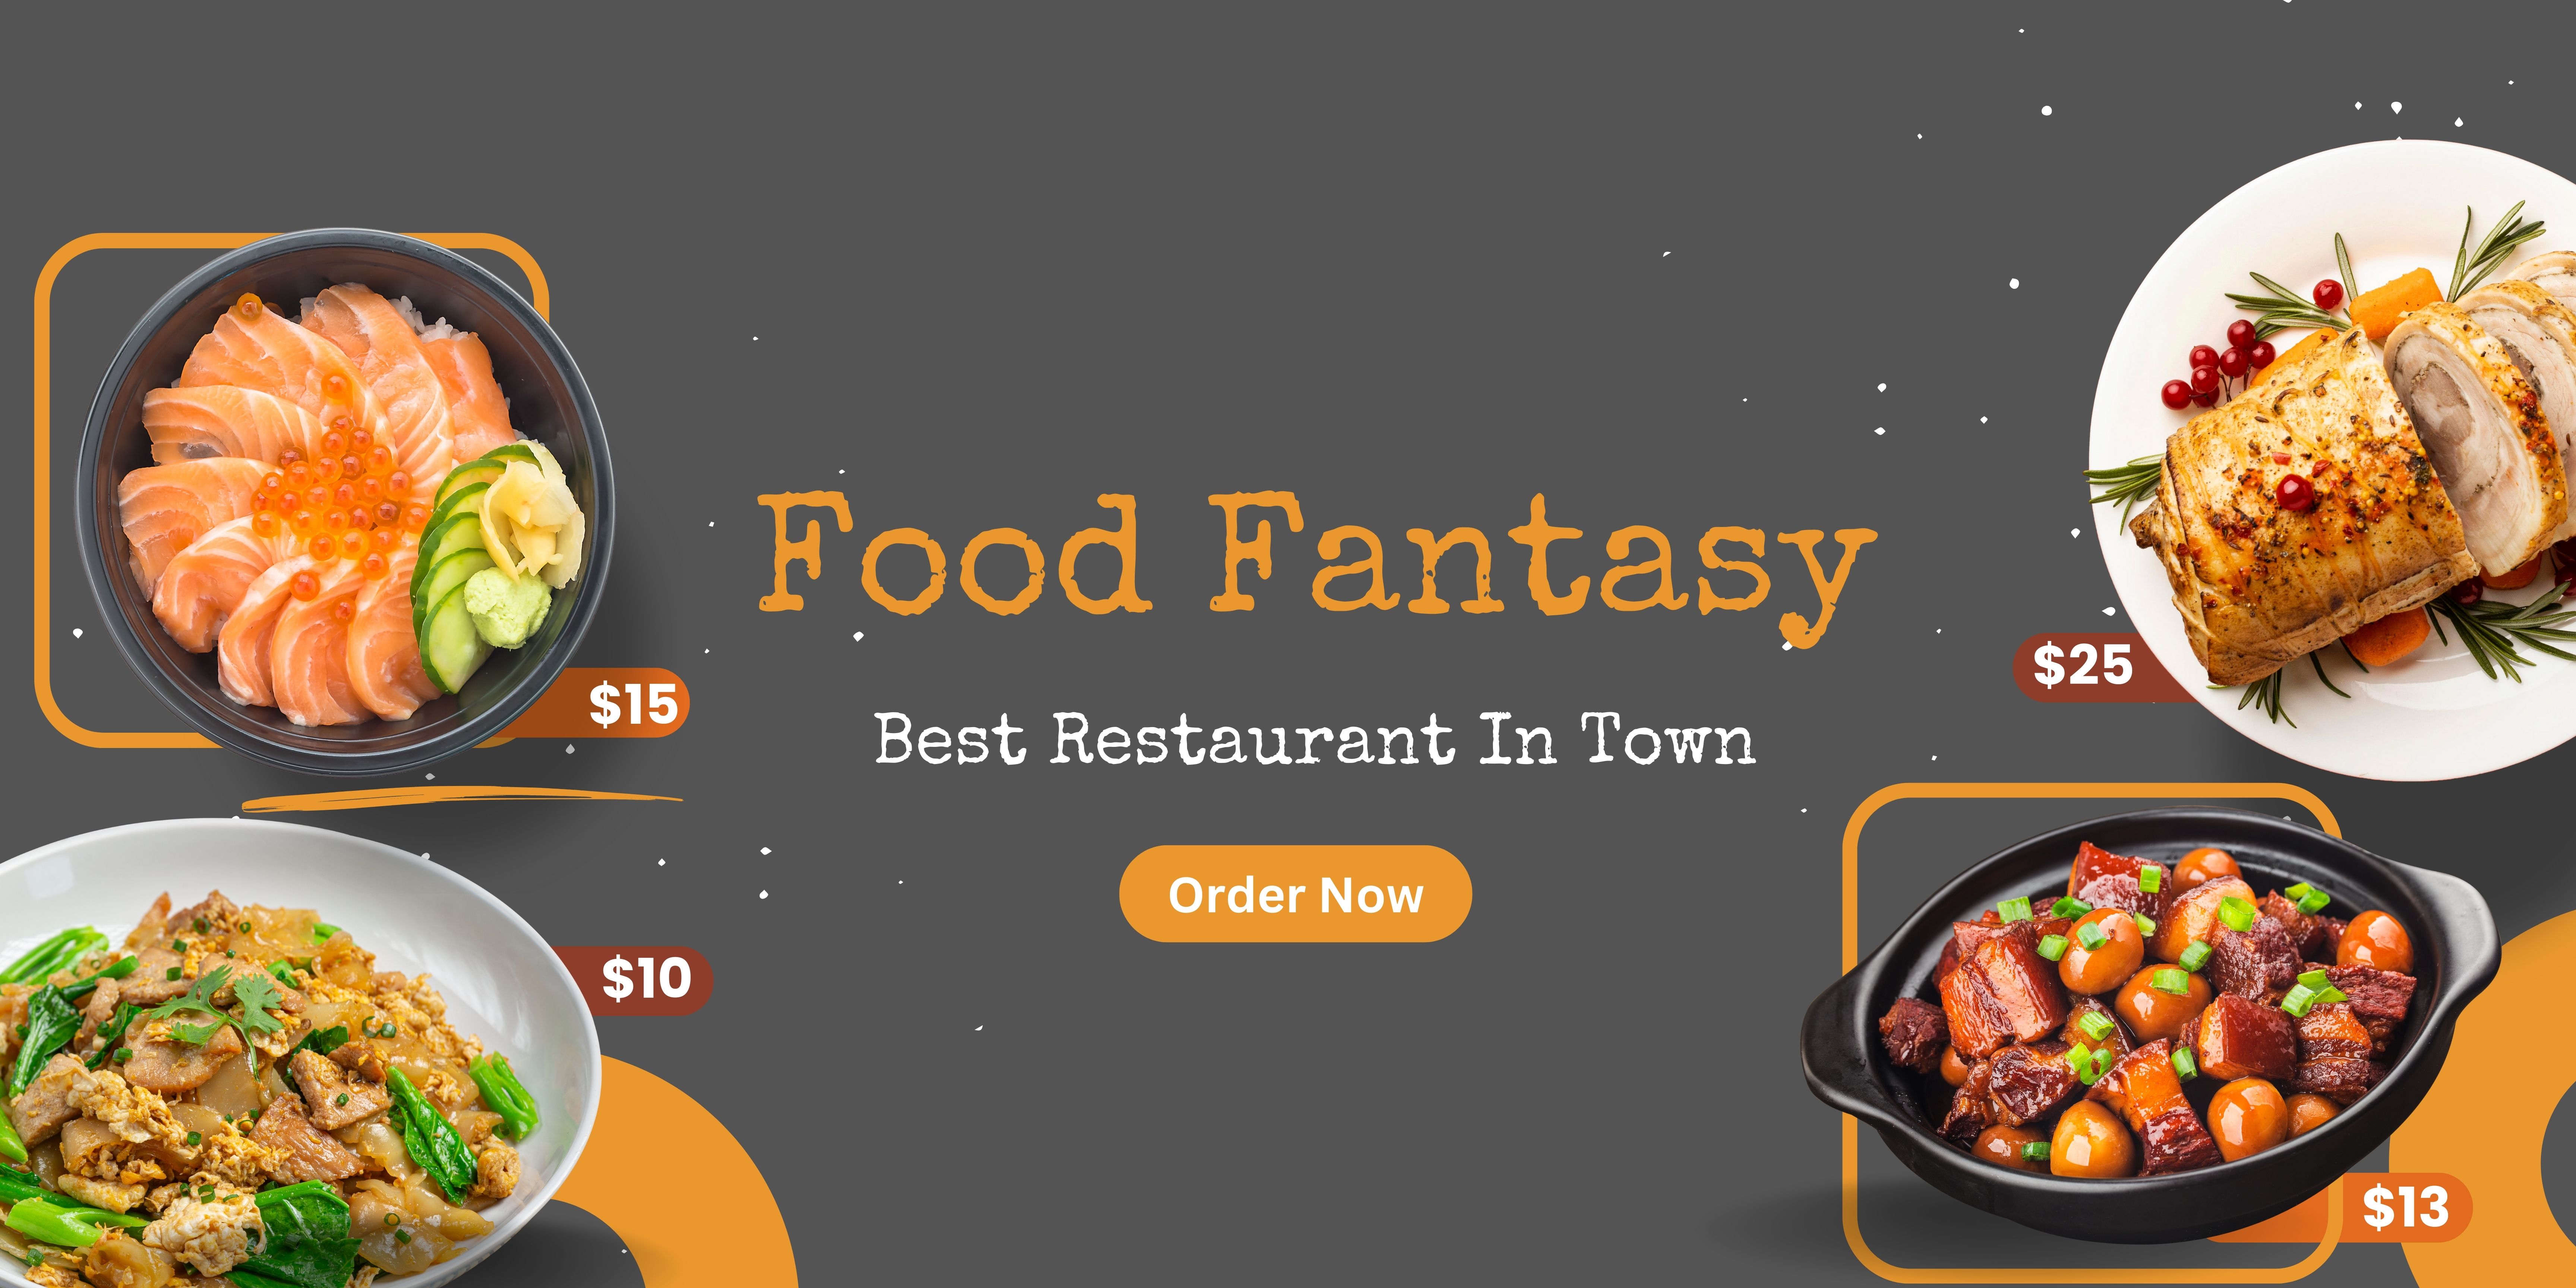 Food Fantasy
Best Restaurant In Town
Order Now
$15
$10
$25
$13